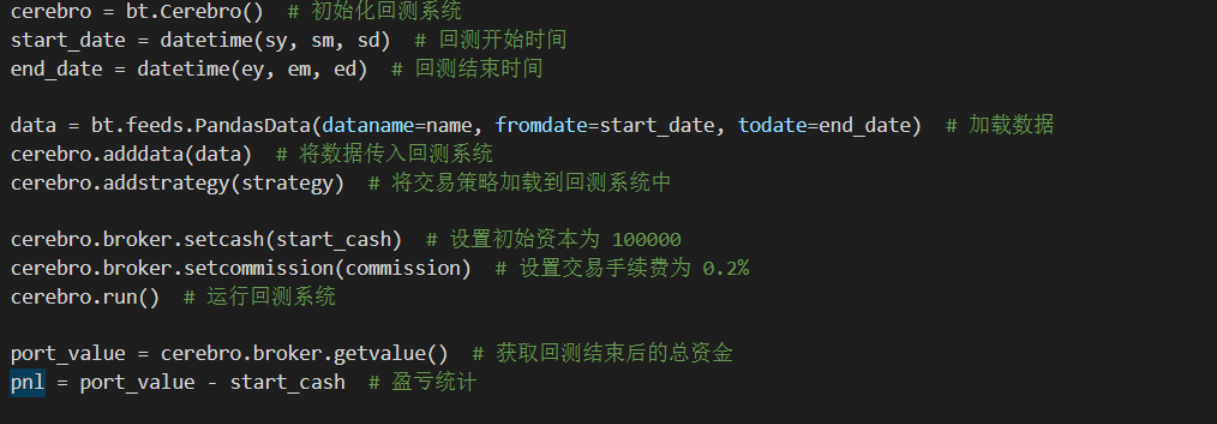 cerebro = bt.Cerebro()  # 初始化回测系统
start_date = datetime(sy, sm, sd)  # 回测开始时间
end_date = datetime(ey, em, ed)  # 回测结束时间
data = bt.feeds.PandasData(dataname=name, fromdate=start_date, todate=end_date)  # 加载数据
cerebro.adddata(data)  # 将数据传入回测系统
cerebro.addstrategy(strategy)  # 将交易策略加载到回测系统中
cerebro.broker.setcash(start_cash)  # 设置初始资本为 100000
cerebro.broker.setcommission(commission)  # 设置交易手续费为 0.2%
cerebro.run()  # 运行回测系统
port_value = cerebro.broker.getvalue()  # 获取回测结束后的总资金
pnl = port_value - start_cash  # 盈亏统计